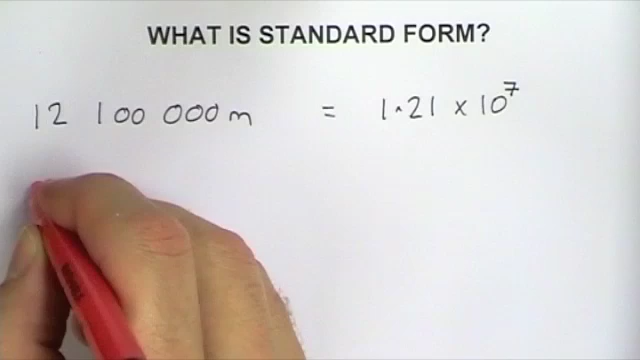 WHAT IS STANDARD FORM?
12 100 000m = 1·21 x 10⁷